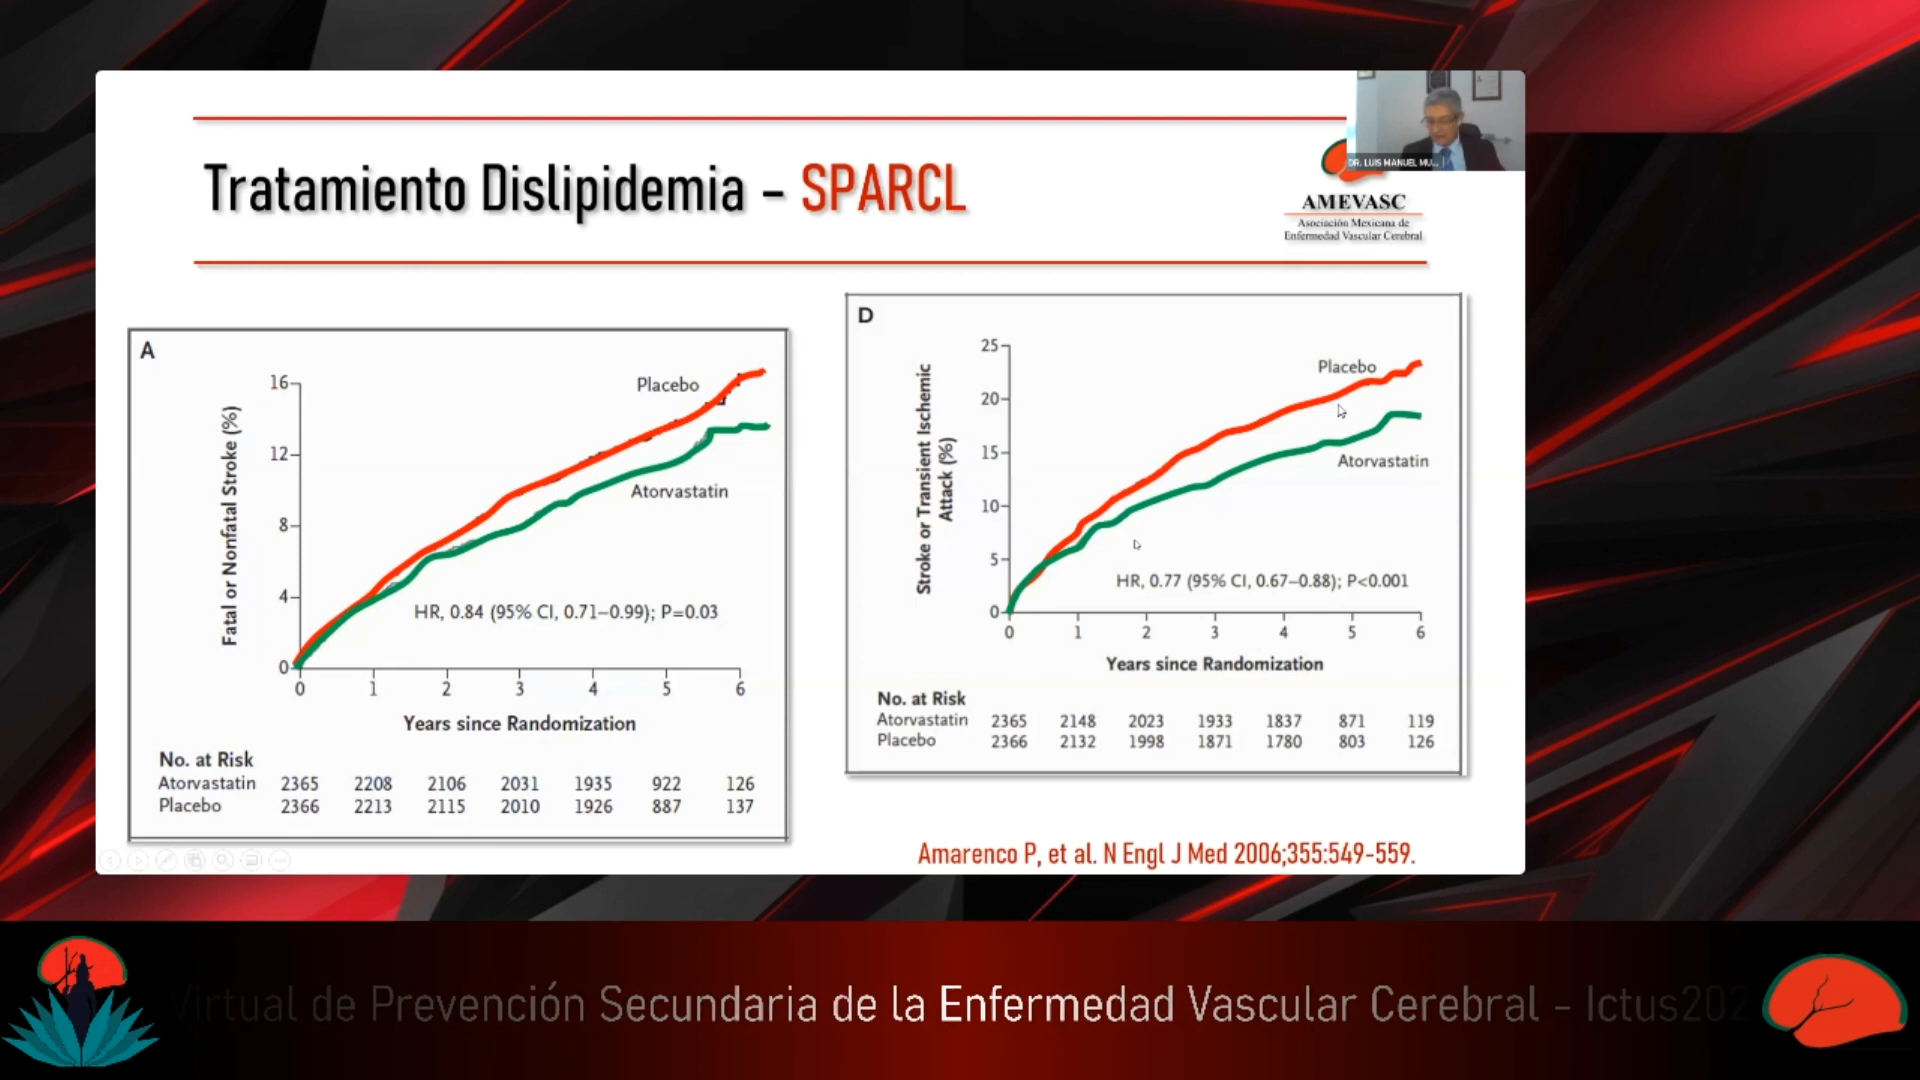 DR. LUIS MANUEL MU...
Tratamiento Dislipidemia – SPARCL
AMEVASC
Asociación Mexicana de
Enfermedad Vascular Cerebral
A
Fatal or Nonfatal Stroke (%)
16
12
8
4
0
Placebo
Atorvastatin
HR, 0.84 (95% CI, 0.71–0.99); P=0.03
0 1 2 3 4 5 6
Years since Randomization
No. at Risk
Atorvastatin 2365 2208 2106 2031 1935 922 126
Placebo 2366 2213 2115 2010 1926 887 137
D
Stroke or Transient Ischemic
Attack (%)
25
20
15
10
5
0
Placebo
Atorvastatin
HR, 0.77 (95% CI, 0.67–0.88); P<0.001
0 1 2 3 4 5 6
Years since Randomization
No. at Risk
Atorvastatin 2365 2148 2023 1933 1837 871 119
Placebo 2366 2132 1998 1871 1780 803 126
Amarenco P, et al. N Engl J Med 2006;355:549-559.
Virtual de Prevención Secundaria de la Enfermedad Vascular Cerebral - Ictus202